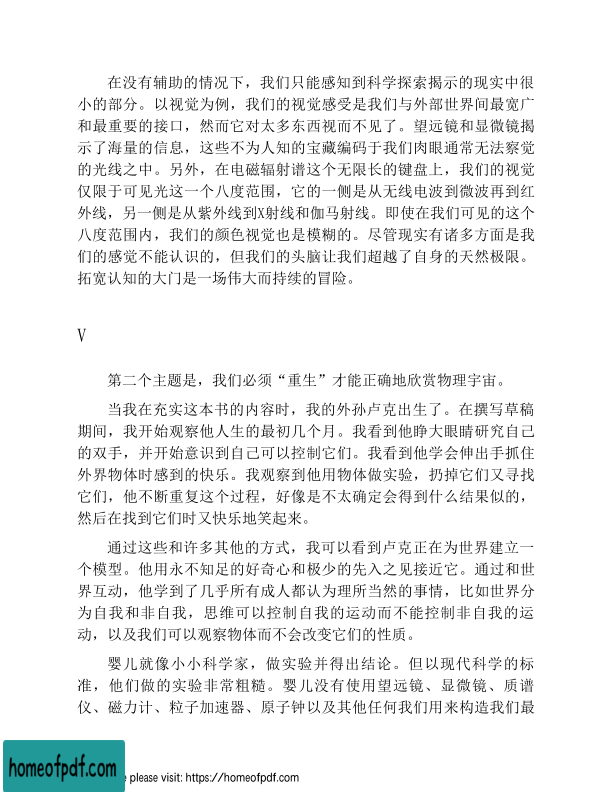 在没有辅助的情况下，我们只能感知到科学探索揭示的现实中很
小的部分。以视觉为例，我们的视觉感受是我们与外部世界间最宽广
和最重要的接口，然而它对太多东西视而不见了。望远镜和显微镜揭
示了海量的信息，这些不为人知的宝藏编码于我们肉眼通常无法察觉
的光线之中。另外，在电磁辐射谱这个无限长的键盘上，我们的视觉
仅限于可见光这一个八度范围，它的一侧是从无线电波到微波再到红
外线，另一侧是从紫外线到X射线和伽马射线。即使在我们可见的这个
八度范围内，我们的颜色视觉也是模糊的。尽管现实有诸多方面是我
们的感觉不能认识的，但我们的头脑让我们超越了自身的天然极限。
拓宽认知的大门是一场伟大而持续的冒险。
V
第二个主题是，我们必须“重生”才能正确地欣赏物理宇宙。
当我在充实这本书的内容时，我的外孙卢克出生了。在撰写草稿
期间，我开始观察他人生的最初几个月。我看到他睁大眼睛研究自己
的双手，并开始意识到自己可以控制它们。我看到他学会伸出手抓住
外界物体时感到的快乐。我观察到他用物体做实验，扔掉它们又寻找
它们，他不断重复这个过程，好像是不太确定会得到什么结果似的，
然后在找到它们时又快乐地笑起来。
通过这些和许多其他的方式，我可以看到卢克正在为世界建立一
个模型。他用永不知足的好奇心和极少的先入之见接近它。通过和世
界互动，他学到了几乎所有成人都认为理所当然的事情，比如世界分
为自我和非自我，思维可以控制自我的运动而不能控制非自我的运
动，以及我们可以观察物体而不会改变它们的性质。
婴儿就像小小科学家，做实验并得出结论。但以现代科学的标
准，他们做的实验非常粗糙。婴儿没有使用望远镜、显微镜、质谱
仪、磁力计、粒子加速器、原子钟以及其他任何我们用来构造我们最
homeofpdf.com
please visit: https://homeofpdf.com